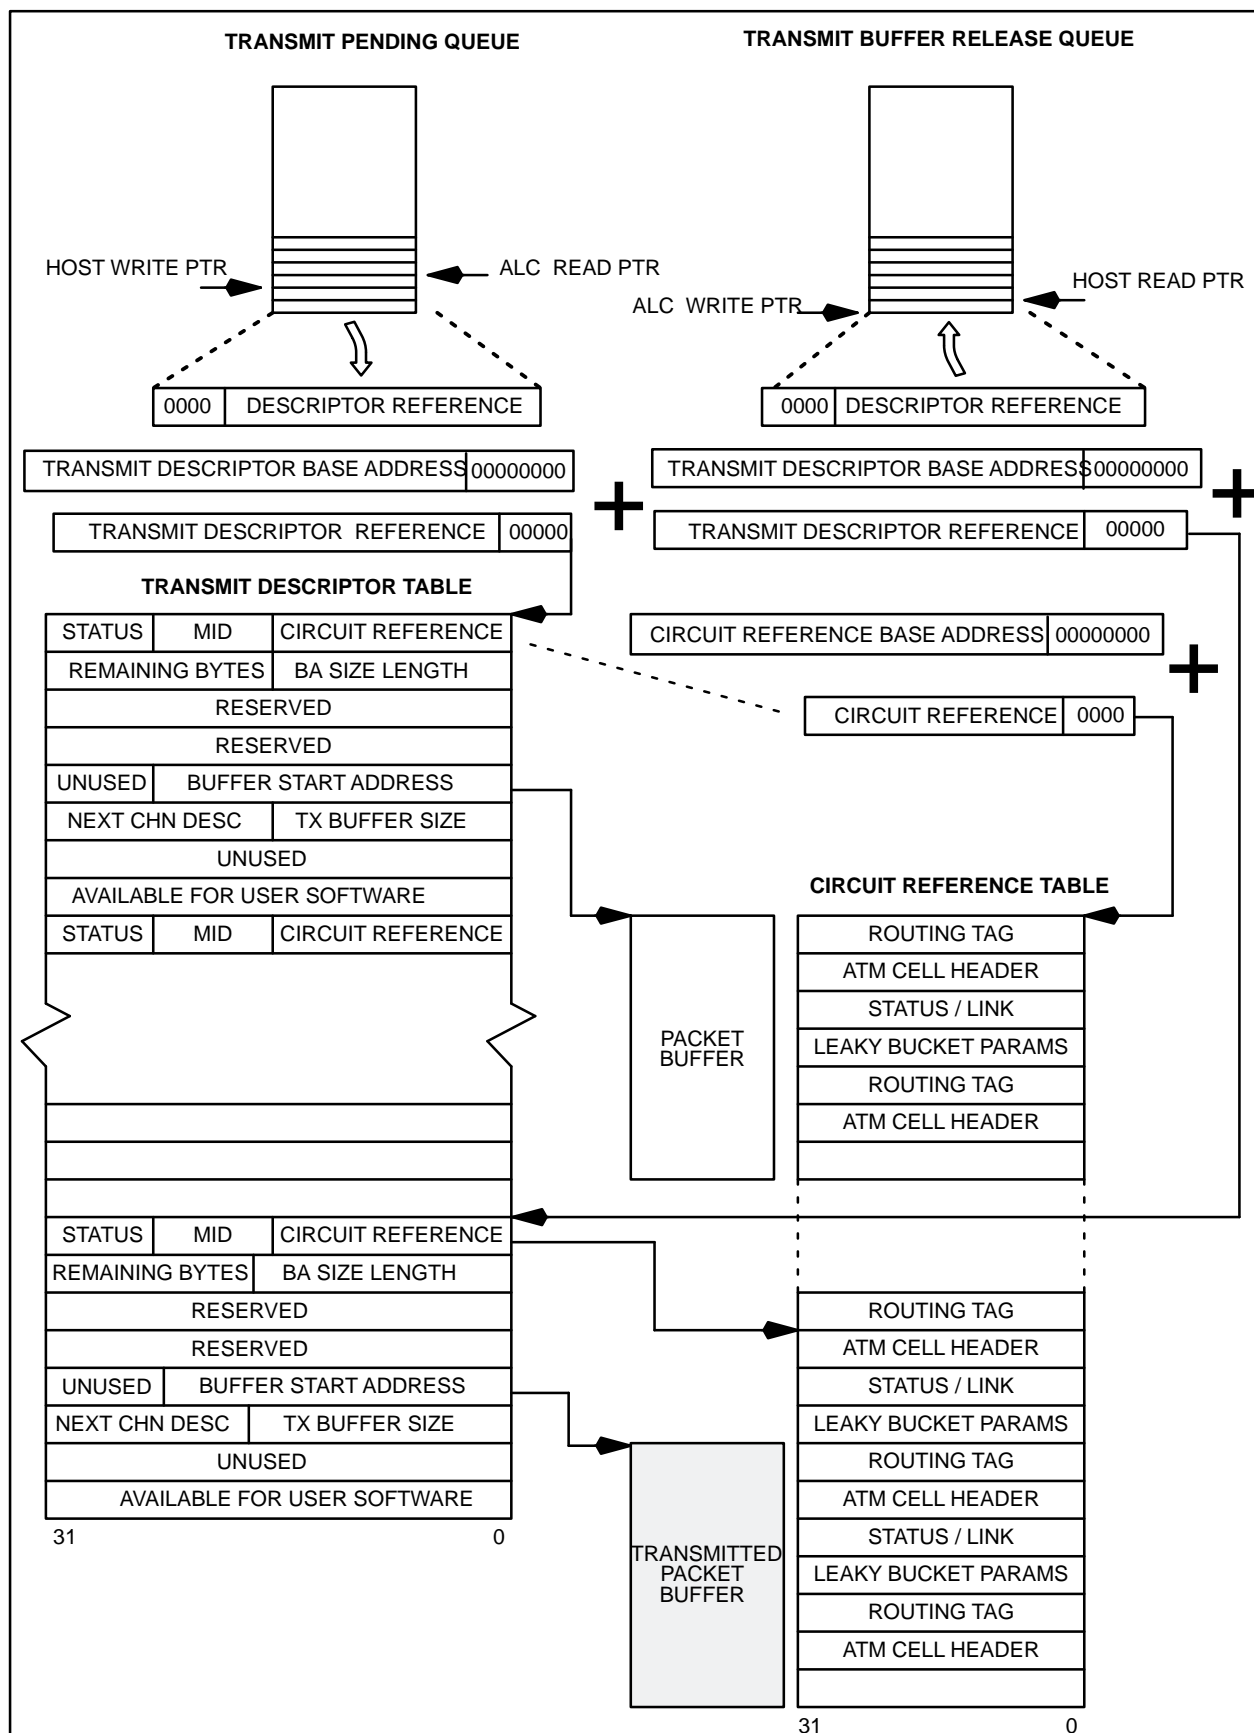 TRANSMIT PENDING QUEUE
TRANSMIT BUFFER RELEASE QUEUE
HOST WRITE PTR
ALC READ PTR
ALC WRITE PTR
HOST READ PTR
0000 DESCRIPTOR REFERENCE
0000 DESCRIPTOR REFERENCE
TRANSMIT DESCRIPTOR BASE ADDRESS 00000000
TRANSMIT DESCRIPTOR BASE ADDRESS 00000000
+
+
TRANSMIT DESCRIPTOR REFERENCE 00000
TRANSMIT DESCRIPTOR REFERENCE 00000
TRANSMIT DESCRIPTOR TABLE
STATUS MID CIRCUIT REFERENCE
REMAINING BYTES BA SIZE LENGTH
RESERVED
RESERVED
UNUSED BUFFER START ADDRESS
NEXT CHN DESC TX BUFFER SIZE
UNUSED
AVAILABLE FOR USER SOFTWARE
STATUS MID CIRCUIT REFERENCE
CIRCUIT REFERENCE BASE ADDRESS 00000000
+
CIRCUIT REFERENCE 0000
CIRCUIT REFERENCE TABLE
PACKET
BUFFER
ROUTING TAG
ATM CELL HEADER
STATUS / LINK
LEAKY BUCKET PARAMS
ROUTING TAG
ATM CELL HEADER
STATUS MID CIRCUIT REFERENCE
REMAINING BYTES BA SIZE LENGTH
RESERVED
RESERVED
UNUSED BUFFER START ADDRESS
NEXT CHN DESC TX BUFFER SIZE
UNUSED
AVAILABLE FOR USER SOFTWARE
31 0
TRANSMITTED
PACKET
BUFFER
ROUTING TAG
ATM CELL HEADER
STATUS / LINK
LEAKY BUCKET PARAMS
ROUTING TAG
ATM CELL HEADER
STATUS / LINK
LEAKY BUCKET PARAMS
ROUTING TAG
ATM CELL HEADER
31 0